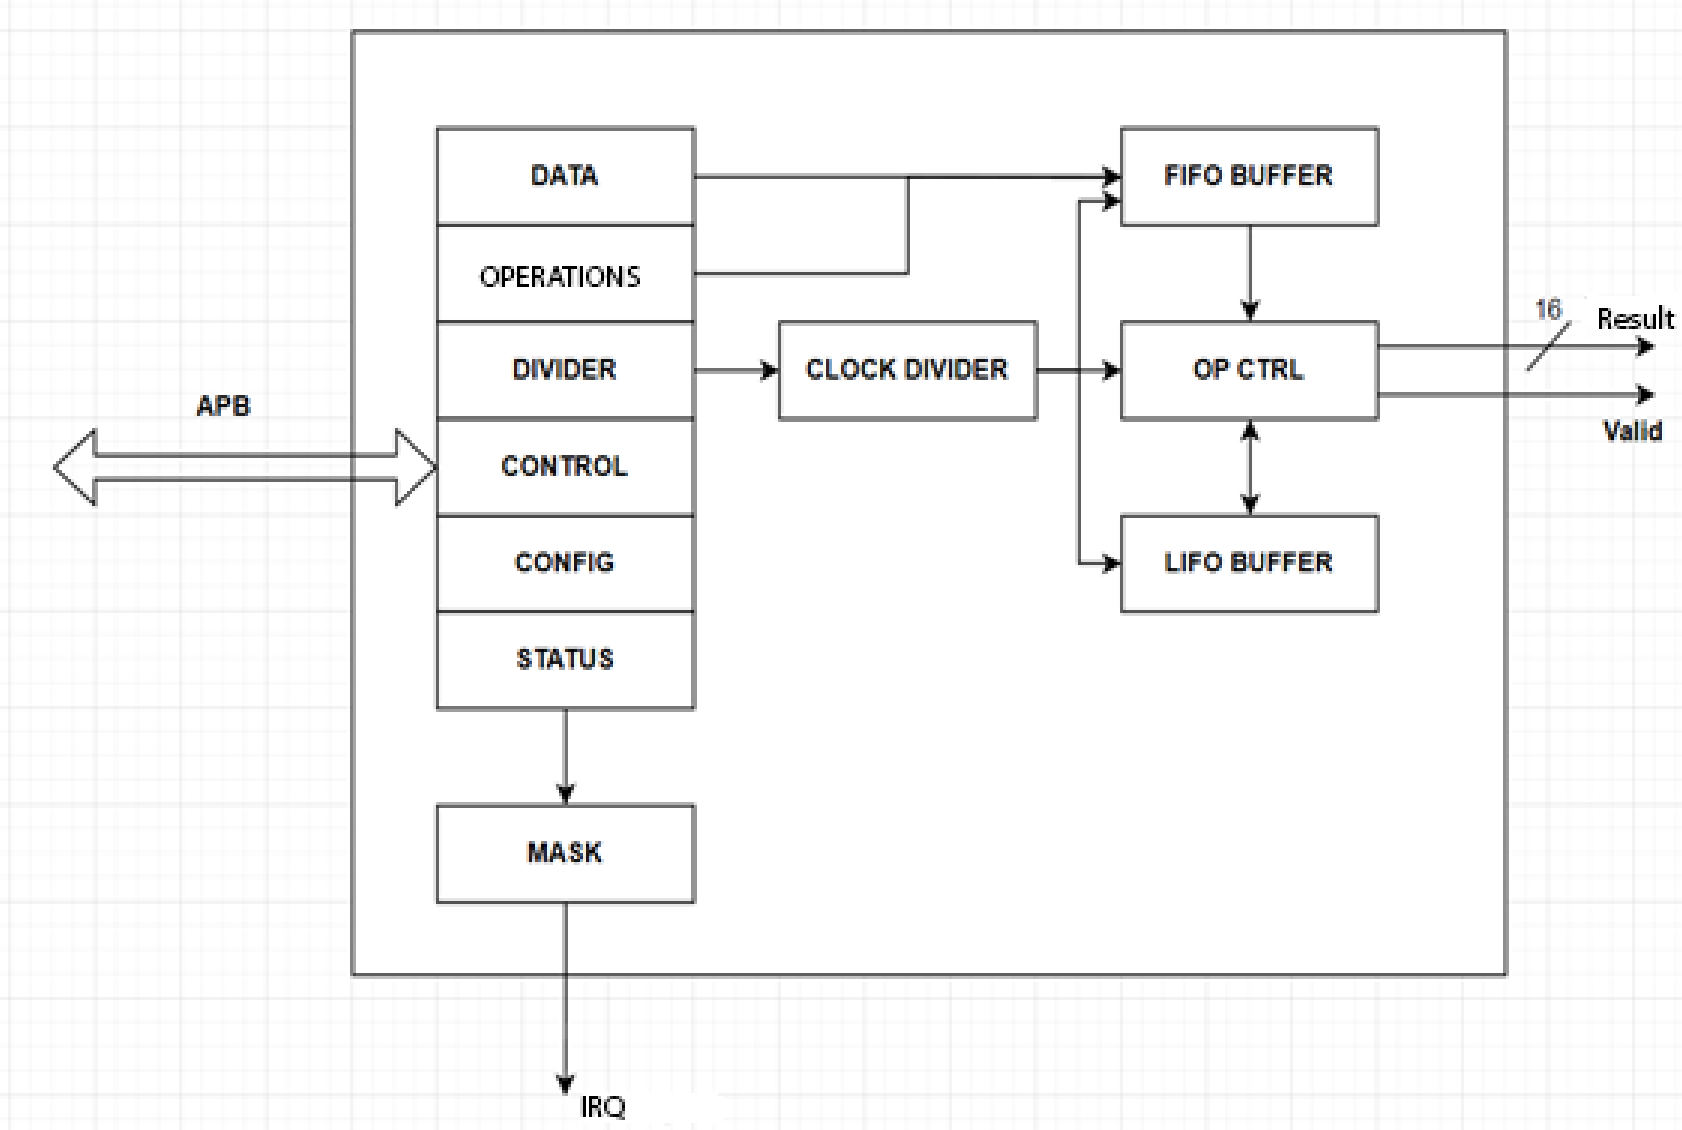 DATA
FIFO BUFFER
OPERATIONS
16
Result
DIVIDER
CLOCK DIVIDER
OP CTRL
APB
Valid
CONTROL
CONFIG
LIFO BUFFER
STATUS
MASK
IRQ